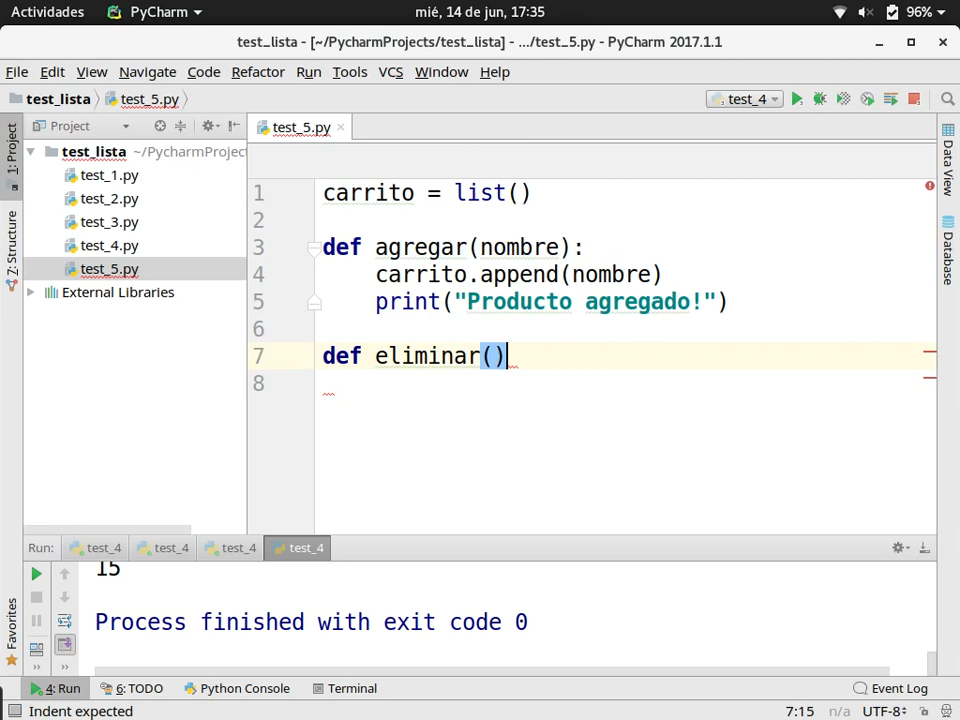 Actividades PyCharm mié, 14 de jun, 17:35 96%
test_lista - [~/PycharmProjects/test_lista] - .../test_5.py - PyCharm 2017.1.1
File Edit View Navigate Code Refactor Run Tools VCS Window Help
test_lista test_5.py test_4
Project test_5.py
1: Project
7: Structure
Favorites
test_lista ~/PycharmProjec
test_1.py
test_2.py
test_3.py
test_4.py
test_5.py
External Libraries
1 carrito = list()
2
3 def agregar(nombre):
4 carrito.append(nombre)
5 print("Producto agregado!")
6
7 def eliminar()
8
Data View
Database
Run: test_4 test_4 test_4 test_4
15
Process finished with exit code 0
4: Run 6: TODO Python Console Terminal Event Log
Indent expected 7:15 n/a UTF-8